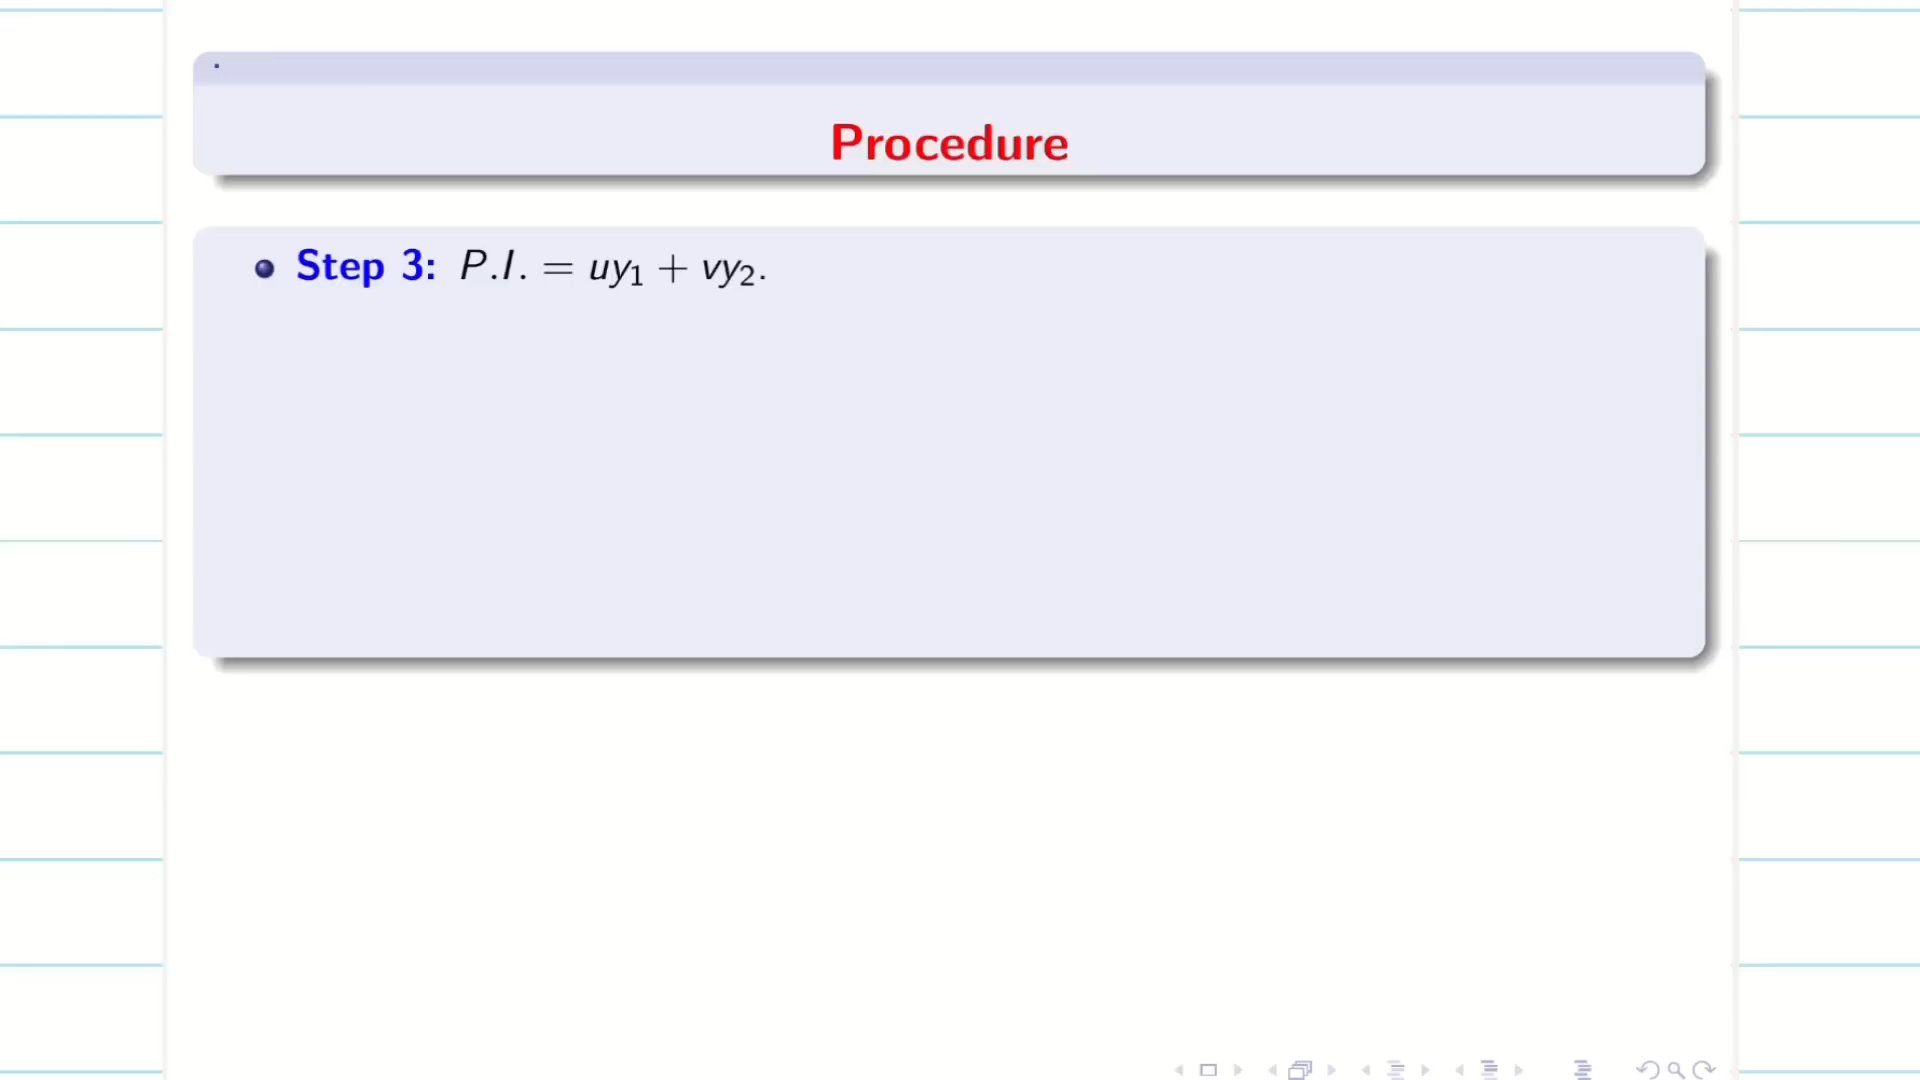 Procedure
Step 3: P.I. = uy₁ + vy₂.